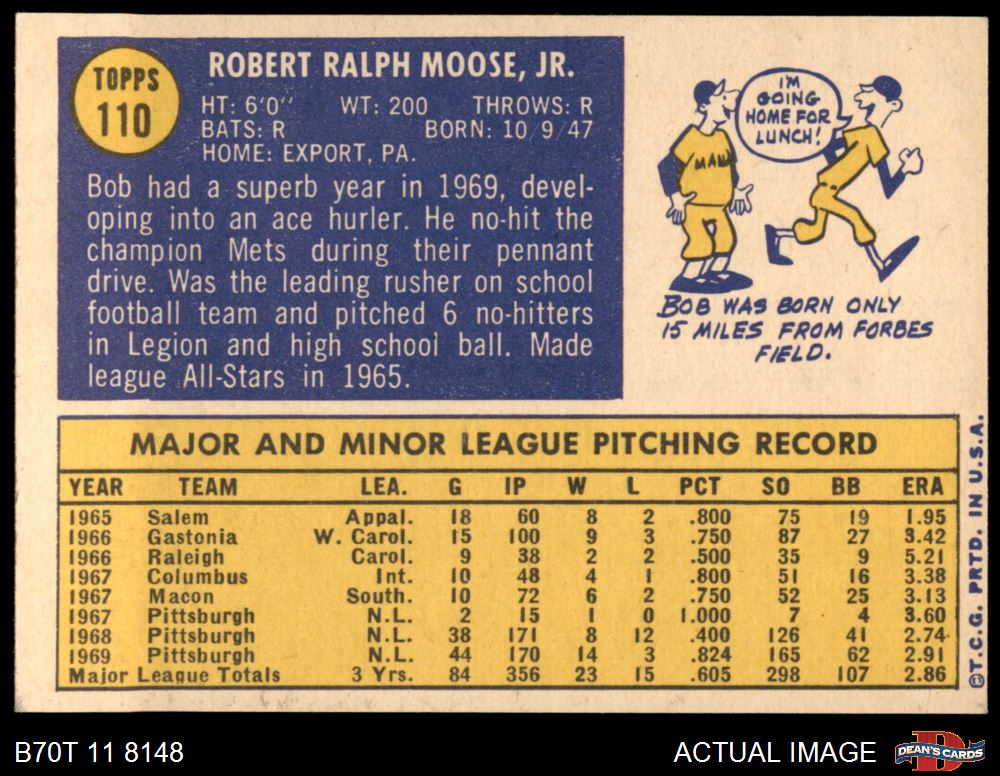 TOPPS
110
ROBERT RALPH MOOSE, JR.
HT: 6'0" WT: 200 THROWS: R
BATS: R BORN: 10/9/47
HOME: EXPORT, PA.
Bob had a superb year in 1969, devel-
oping into an ace hurler. He no-hit the
champion Mets during their pennant
drive. Was the leading rusher on school
football team and pitched 6 no-hitters
in Legion and high school ball. Made
league All-Stars in 1965.
I'M
GOING
HOME FOR
LUNCH!
MAN
BOB WAS BORN ONLY
15 MILES FROM FORBES
FIELD.
MAJOR AND MINOR LEAGUE PITCHING RECORD
YEAR TEAM LEA. G IP W L PCT SO BB ERA
1965 Salem Appal. 18 60 8 2 .800 75 19 1.95
1966 Gastonia W. Carol. 15 100 9 3 .750 87 27 3.42
1966 Raleigh Carol. 9 38 2 2 .500 35 9 5.21
1967 Columbus Int. 10 48 4 1 .800 51 16 3.38
1967 Macon South. 10 72 6 2 .750 52 25 3.13
1967 Pittsburgh N.L. 2 15 1 0 1.000 7 4 3.60
1968 Pittsburgh N.L. 38 171 8 12 .400 126 41 2.74
1969 Pittsburgh N.L. 44 170 14 3 .824 165 62 2.91
Major League Totals 3 Yrs. 84 356 23 15 .605 298 107 2.86
©T.C.G. PRTD. IN U.S.A.
B70T 11 8148
ACTUAL IMAGE
DEAN'S CARDS